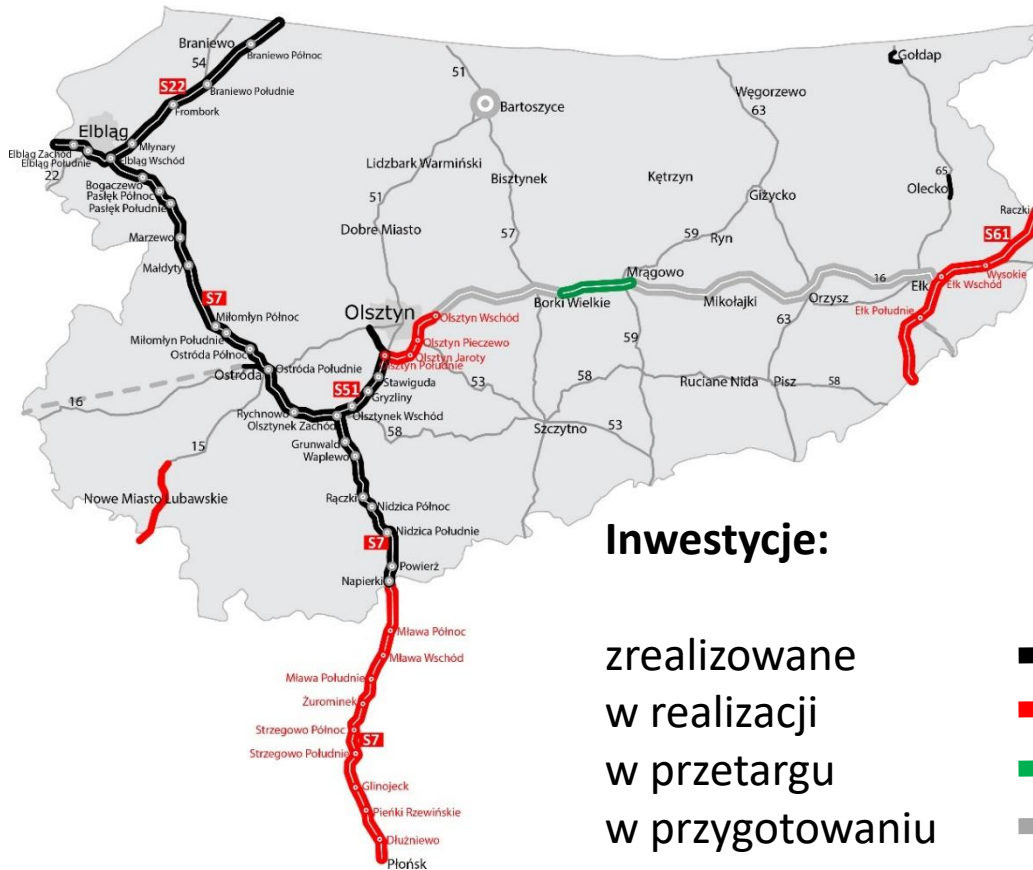 Braniewo
Braniewo Północ
54
S22
Braniewo Południe
Frombork
Elbląg
Młynary
Elbląg Zachód
Elbląg Południe
Elbląg Wschód
22
Bogaczewo
Pasłęk Północ
Pasłęk Południe
Marzewo
Małdyty
S7
Miłomłyn Północ
Miłomłyn Południe
Ostróda Północ
Ostróda
Ostróda Południe
16
15
Rychnowo
Olsztynek Zachód
Olsztynek Wschód
S51
Gryzliny
Stawiguda
Olsztyn
Olsztyn Południe
Olsztyn Jaroty
Olsztyn Pieczewo
Olsztyn Wschód
51
Bartoszyce
Lidzbark Warmiński
Bisztynek
51
Dobre Miasto
57
Kętrzyn
Węgorzewo
63
Giżycko
59
Ryn
Mrągowo
Borki Wielkie
Mikołajki
Orzysz
16
Gołdap
65
Olecko
Raczki
S61
Wysokie
Ełk
Ełk Wschód
Ełk Południe
63
59
53
58
Ruciane Nida
Pisz
58
Szczytno
53
58
Grunwald
Waplewo
Rączki
Nidzica Północ
Nidzica Południe
S7
Powierż
Napierki
Nowe Miasto Lubawskie
Mława Północ
Mława Wschód
Mława Południe
Żurominek
Strzegowo Północ
S7
Strzegowo Południe
Glinojeck
Pieńki Rzewińskie
Dłużniewo
Płońsk
Inwestycje:
zrealizowane
w realizacji
w przetargu
w przygotowaniu